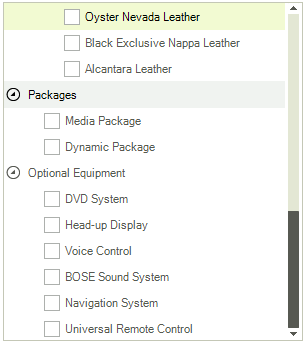 Oyster Nevada Leather
Black Exclusive Nappa Leather
Alcantara Leather
Packages
Media Package
Dynamic Package
Optional Equipment
DVD System
Head-up Display
Voice Control
BOSE Sound System
Navigation System
Universal Remote Control